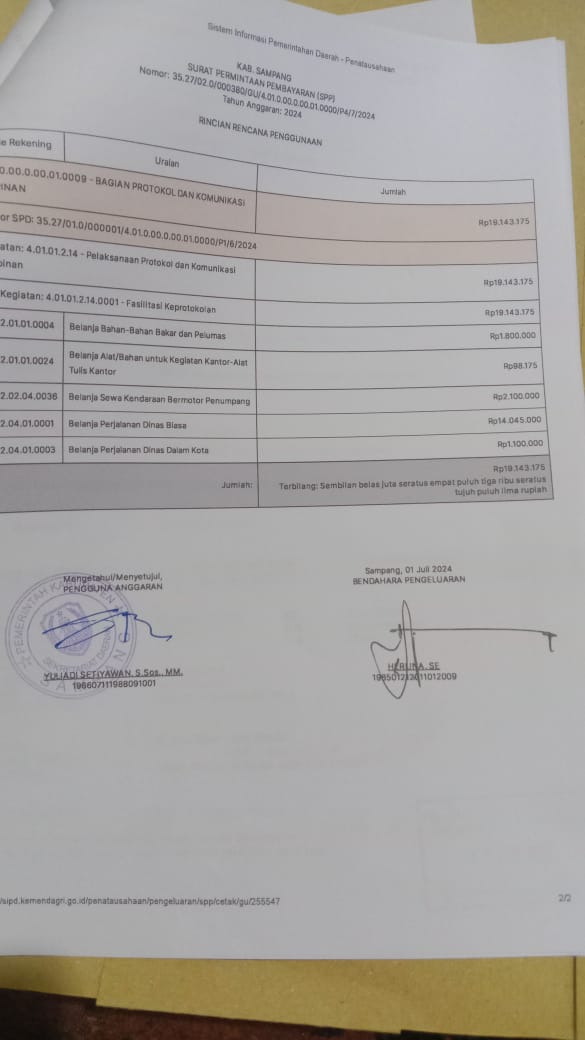 Sistem Informasi Pemerintahan Daerah - Penatausahaan
KAB. SAMPANG
SURAT PERMINTAAN PEMBAYARAN (SPP)
Nomor: 35.27/02.0/000380/GU/4.01.0.00.0.00.01.0000/P4/7/2024
Tahun Anggaran: 2024
RINCIAN RENCANA PENGGUNAAN
e Rekening Uraian Jumlah
0.00.0.00.01.0009 - BAGIAN PROTOKOL DAN KOMUNIKASI
INAN
Rp19.143.175
or SPD: 35.27/01.0/000001/4.01.0.00.0.00.01.0000/P1/6/2024
atan: 4.01.01.2.14 - Pelaksanaan Protokol dan Komunikasi
pinan
Rp19.143.175
Kegiatan: 4.01.01.2.14.0001 - Fasilitasi Keprotokolan Rp19.143.175
2.01.01.0004 Belanja Bahan-Bahan Bakar dan Pelumas Rp1.800.000
2.01.01.0024 Belanja Alat/Bahan untuk Kegiatan Kantor-Alat
Tulis Kantor
Rp98.175
2.02.04.0036 Belanja Sewa Kendaraan Bermotor Penumpang Rp2.100.000
2.04.01.0001 Belanja Perjalanan Dinas Biasa Rp14.045.000
2.04.01.0003 Belanja Perjalanan Dinas Dalam Kota Rp1.100.000
Jumlah: Rp19.143.175
Terbilang: Sembilan belas juta seratus empat puluh tiga ribu seratus
tujuh puluh lima rupiah
Mengetahui/Menyetujui,
PENGGUNA ANGGARAN
PEMERINTAH
SEKRETARIAT DAERAH
SAMPANG
YULIADI SETIYAWAN, S.Sos., MM.
196607111988091001
Sampang, 01 Juli 2024
BENDAHARA PENGELUARAN
HERLINA, SE
/sipd.kemendagri.go.id/penatausahaan/pengeluaran/spp/cetak/gu/255547
2/2